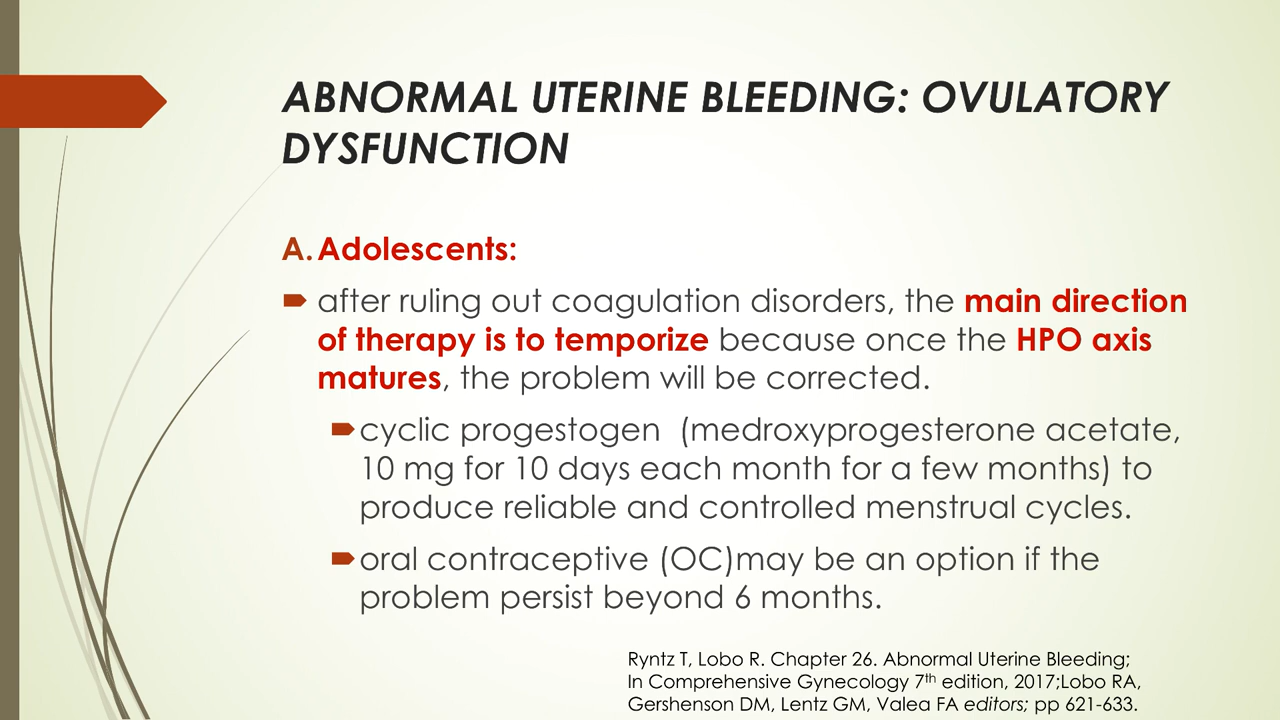 ABNORMAL UTERINE BLEEDING: OVULATORY
DYSFUNCTION
A. Adolescents:
after ruling out coagulation disorders, the main direction
of therapy is to temporize because once the HPO axis
matures, the problem will be corrected.
cyclic progestogen (medroxyprogesterone acetate,
10 mg for 10 days each month for a few months) to
produce reliable and controlled menstrual cycles.
oral contraceptive (OC)may be an option if the
problem persist beyond 6 months.
Ryntz T, Lobo R. Chapter 26. Abnormal Uterine Bleeding;
In Comprehensive Gynecology 7th edition, 2017;Lobo RA,
Gershenson DM, Lentz GM, Valea FA editors; pp 621-633.